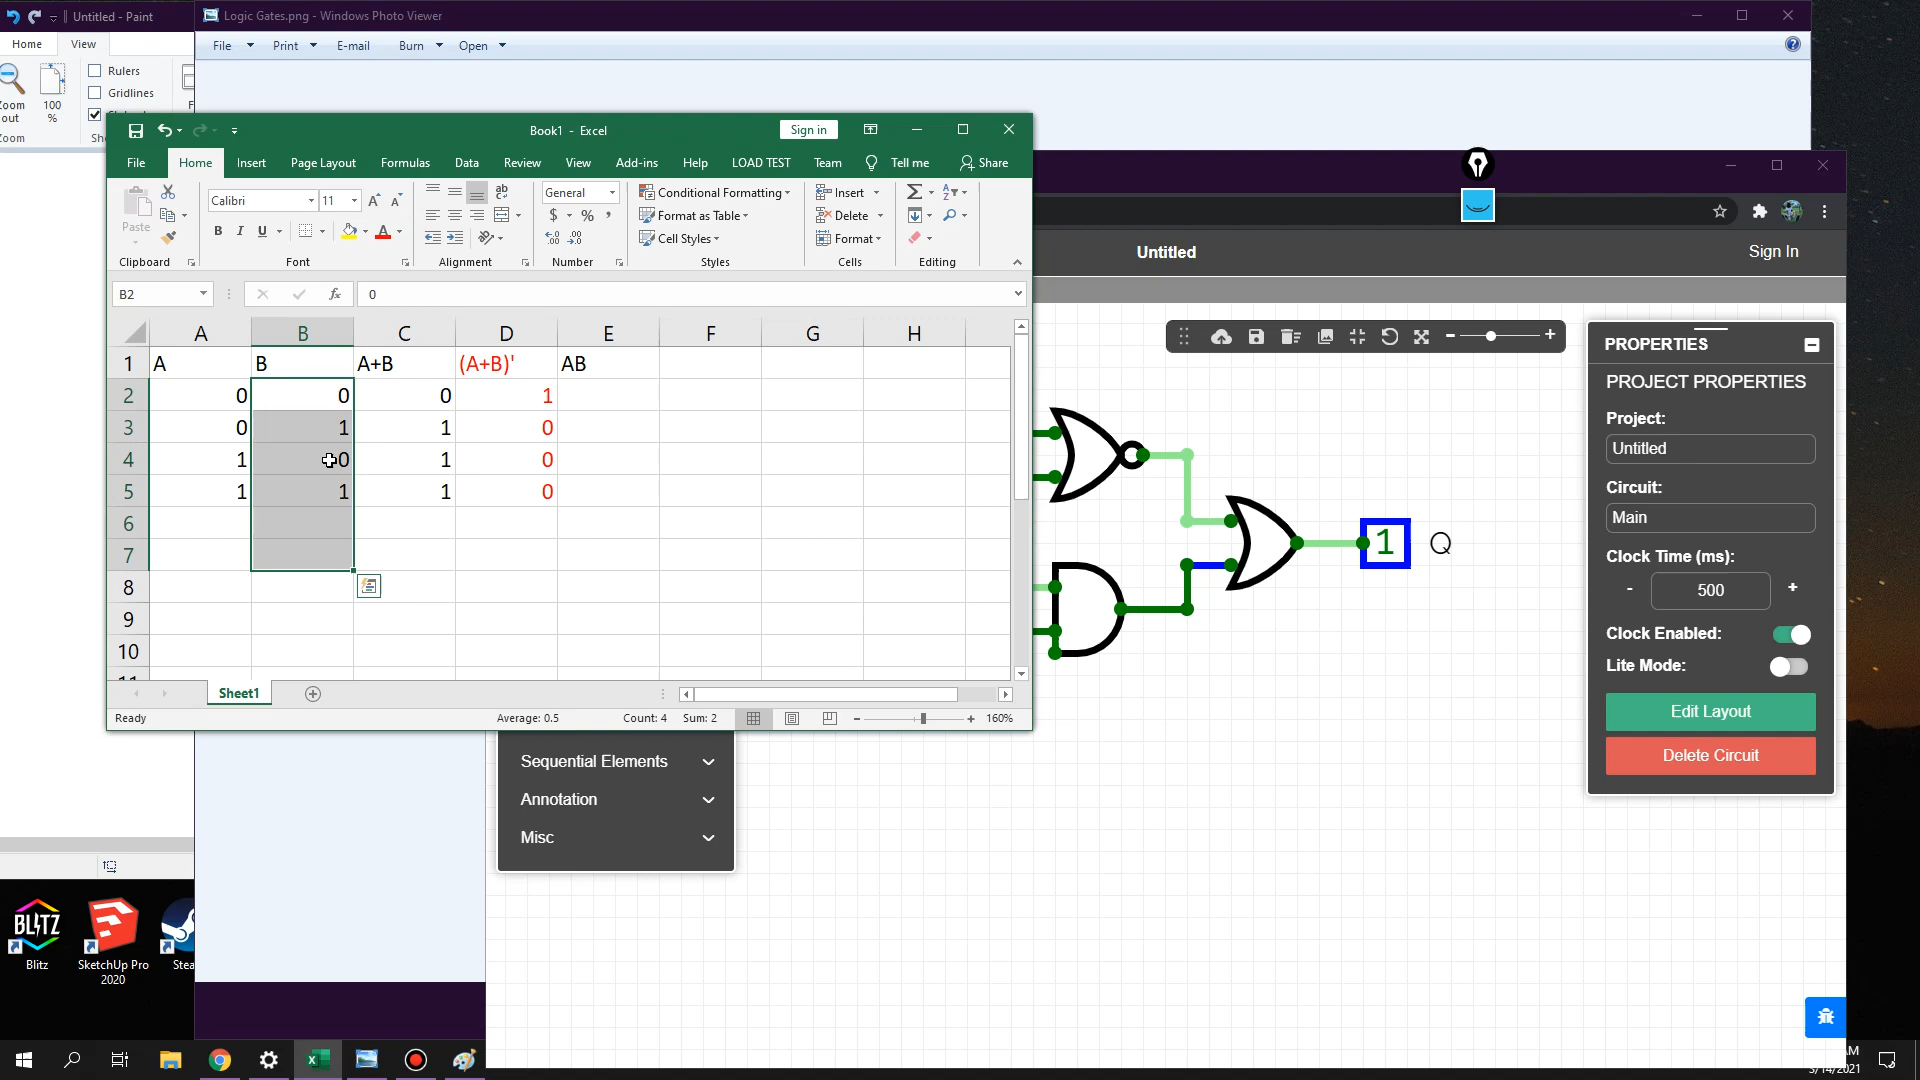 Untitled - Paint
Logic Gates.png - Windows Photo Viewer
Home View
File Print E-mail Burn Open
Rulers
Gridlines
Zoom
out
100
%
Book1 - Excel
Sign in
File Home Insert Page Layout Formulas Data Review View Add-ins Help LOAD TEST Team Tell me Share
Paste
Calibri 11
B I U
General
$ % ,
Conditional Formatting
Format as Table
Cell Styles
Insert
Delete
Format
Clipboard Font Alignment Number Styles Cells Editing
B2 fx 0
A B C D E F G H
1 A B A+B (A+B)' AB
2 0 0 0 1
3 0 1 1 0
4 1 0 1 0
5 1 1 1 0
6
7
8
9
10
Sheet1
Ready Average: 0.5 Count: 4 Sum: 2 160%
Untitled Sign In
PROPERTIES
PROJECT PROPERTIES
Project:
Untitled
Circuit:
Main
Clock Time (ms):
- 500 +
Clock Enabled:
Lite Mode:
Edit Layout
Delete Circuit
1 Q
Sequential Elements
Annotation
Misc
BLITZ
Blitz
SketchUp Pro
2020
Stea
AM
3/14/2021